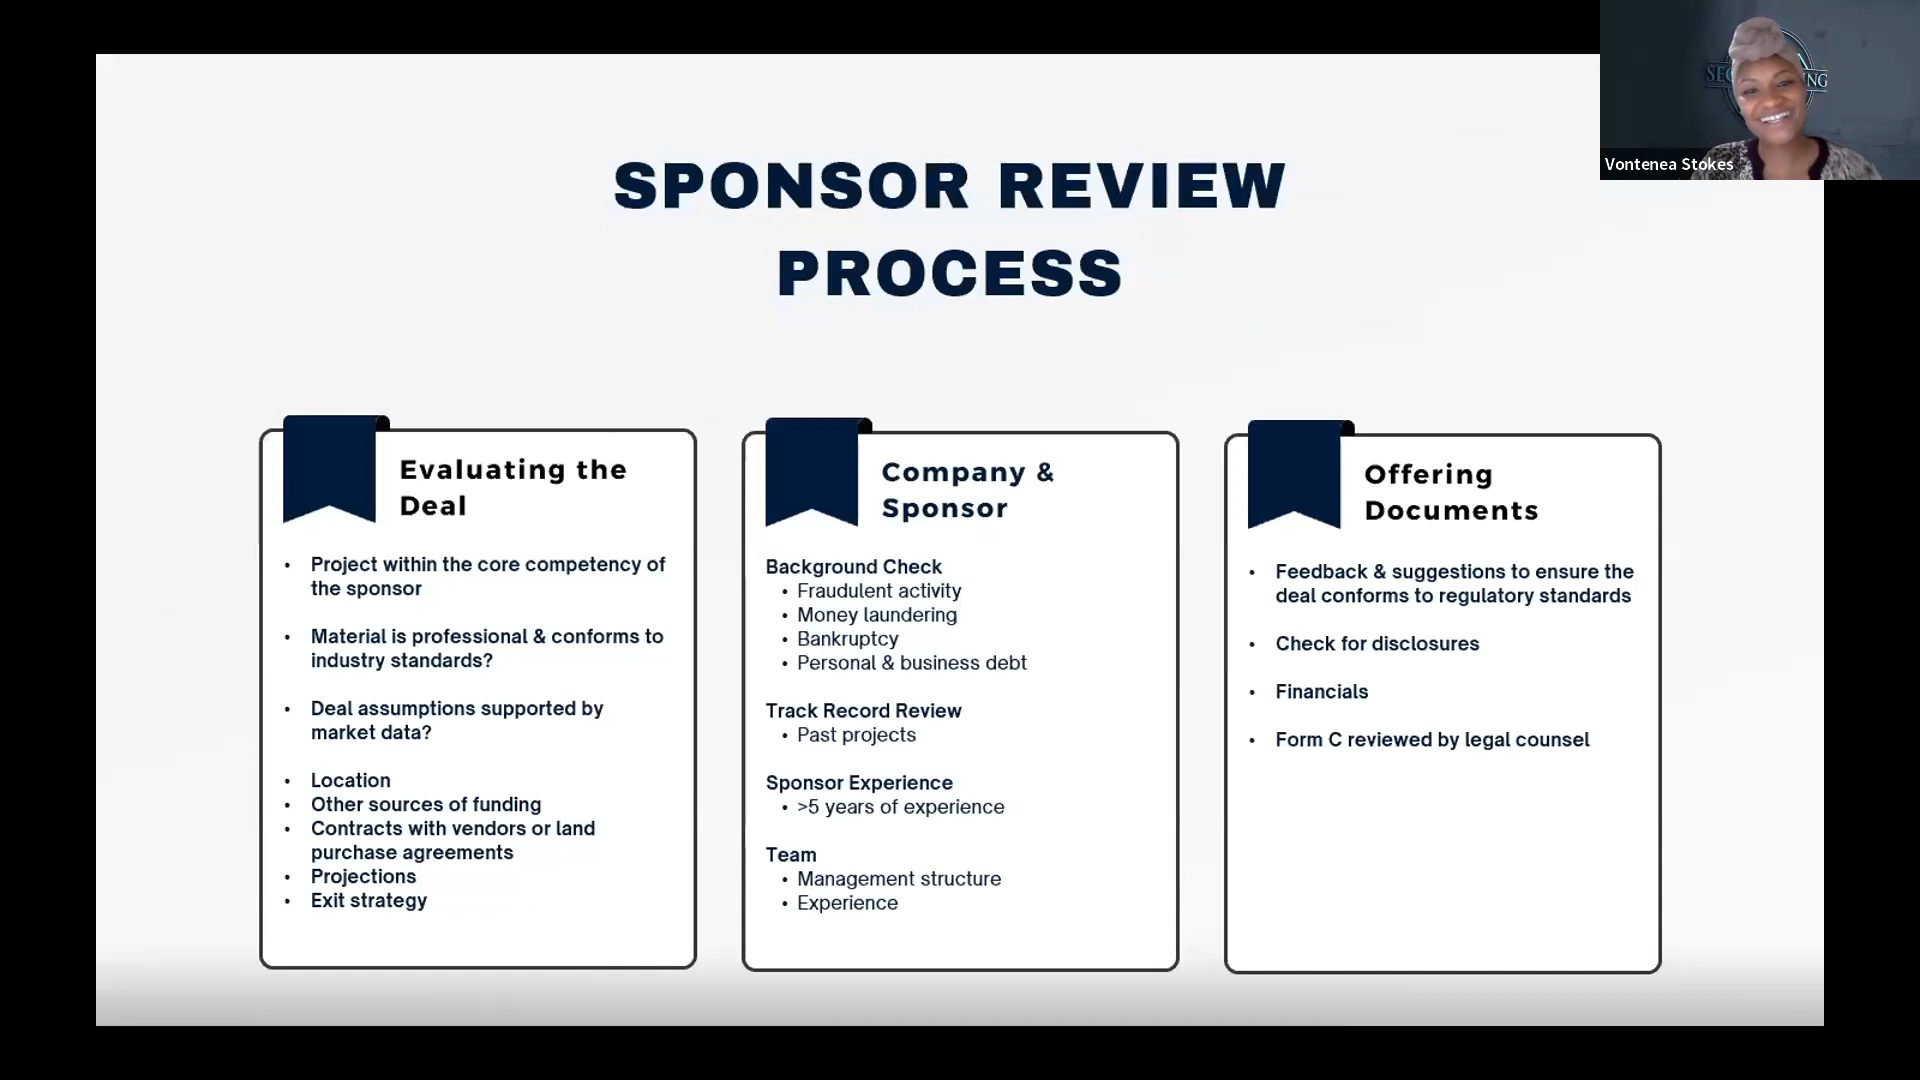 SPONSOR REVIEW
PROCESS
Vontenea Stokes
Evaluating the
Deal
• Project within the core competency of
the sponsor
• Material is professional & conforms to
industry standards?
• Deal assumptions supported by
market data?
• Location
• Other sources of funding
• Contracts with vendors or land
purchase agreements
• Projections
• Exit strategy
Company &
Sponsor
Background Check
• Fraudulent activity
• Money laundering
• Bankruptcy
• Personal & business debt
Track Record Review
• Past projects
Sponsor Experience
• >5 years of experience
Team
• Management structure
• Experience
Offering
Documents
• Feedback & suggestions to ensure the
deal conforms to regulatory standards
• Check for disclosures
• Financials
• Form C reviewed by legal counsel